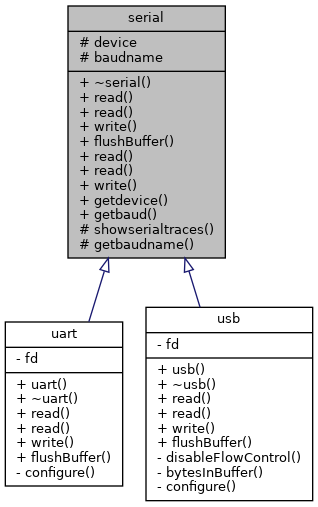 serial
# device
# baudname
+ ~serial()
+ read()
+ read()
+ write()
+ flushBuffer()
+ read()
+ read()
+ write()
+ getdevice()
+ getbaud()
# showserialtraces()
# getbaudname()
uart
- fd
+ uart()
+ ~uart()
+ read()
+ read()
+ write()
+ flushBuffer()
- configure()
usb
- fd
+ usb()
+ ~usb()
+ read()
+ read()
+ write()
+ flushBuffer()
- disableFlowControl()
- bytesInBuffer()
- configure()